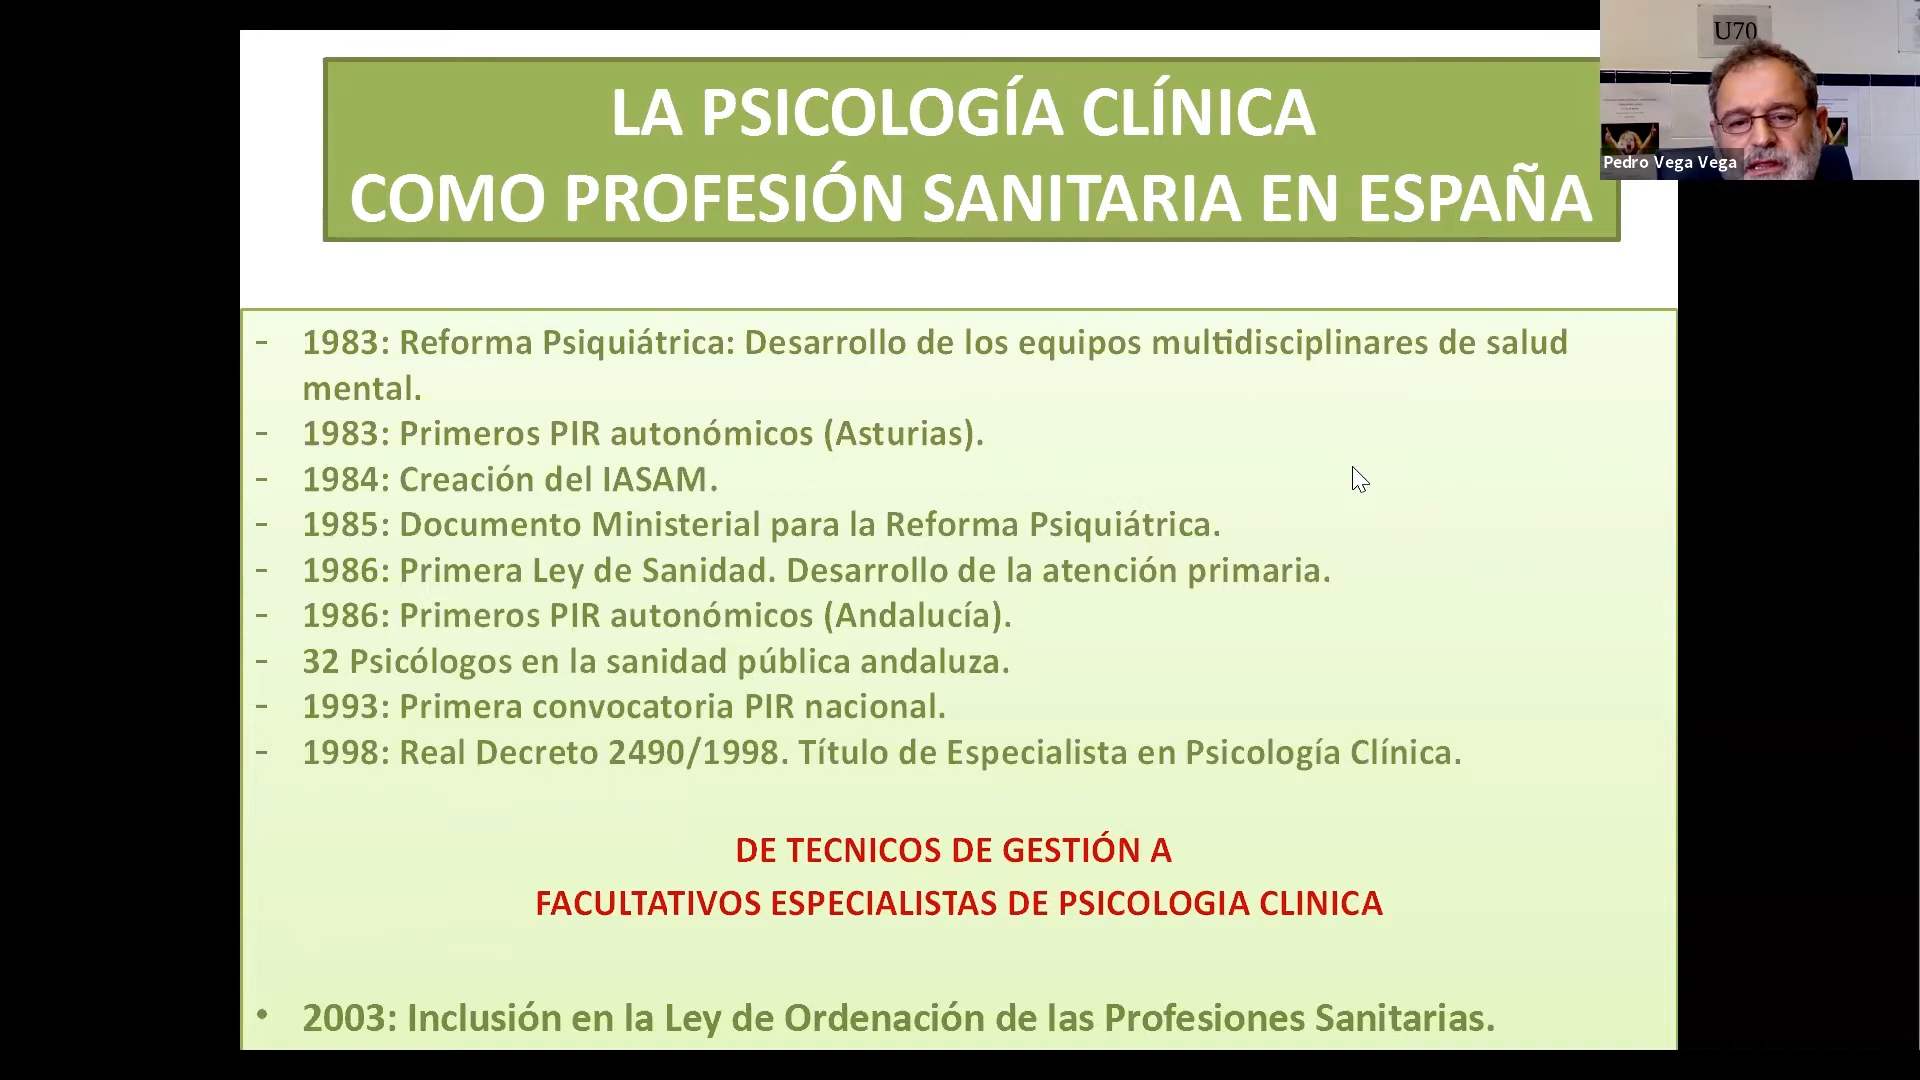 LA PSICOLOGÍA CLÍNICA
COMO PROFESIÓN SANITARIA EN ESPAÑA
U70
Pedro Vega Vega
- 1983: Reforma Psiquiátrica: Desarrollo de los equipos multidisciplinares de salud
mental.
- 1983: Primeros PIR autonómicos (Asturias).
- 1984: Creación del IASAM.
- 1985: Documento Ministerial para la Reforma Psiquiátrica.
- 1986: Primera Ley de Sanidad. Desarrollo de la atención primaria.
- 1986: Primeros PIR autonómicos (Andalucía).
- 32 Psicólogos en la sanidad pública andaluza.
- 1993: Primera convocatoria PIR nacional.
- 1998: Real Decreto 2490/1998. Título de Especialista en Psicología Clínica.
DE TECNICOS DE GESTIÓN A
FACULTATIVOS ESPECIALISTAS DE PSICOLOGIA CLINICA
• 2003: Inclusión en la Ley de Ordenación de las Profesiones Sanitarias.